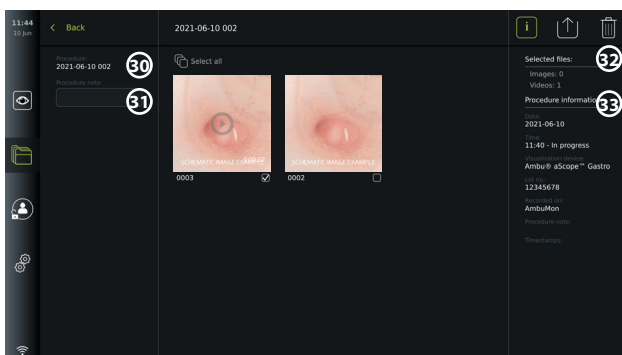 11:44
10 Jun
Back
2021-06-10 002
Procedure:
2021-06-10 002
30
Procedure note:
31
Select all
SCHEMATIC IMAGE EXAMPLE
0003
SCHEMATIC IMAGE EXAMPLE
0002
i
Selected files:
32
Images: 0
Videos: 1
Procedure information
33
Date:
2021-06-10
Time:
11:40 - In progress
Visualization device:
Ambu® aScope™ Gastro
Lot no.:
12345678
Recorded on:
AmbuMon
Procedure note:
Timestamps: